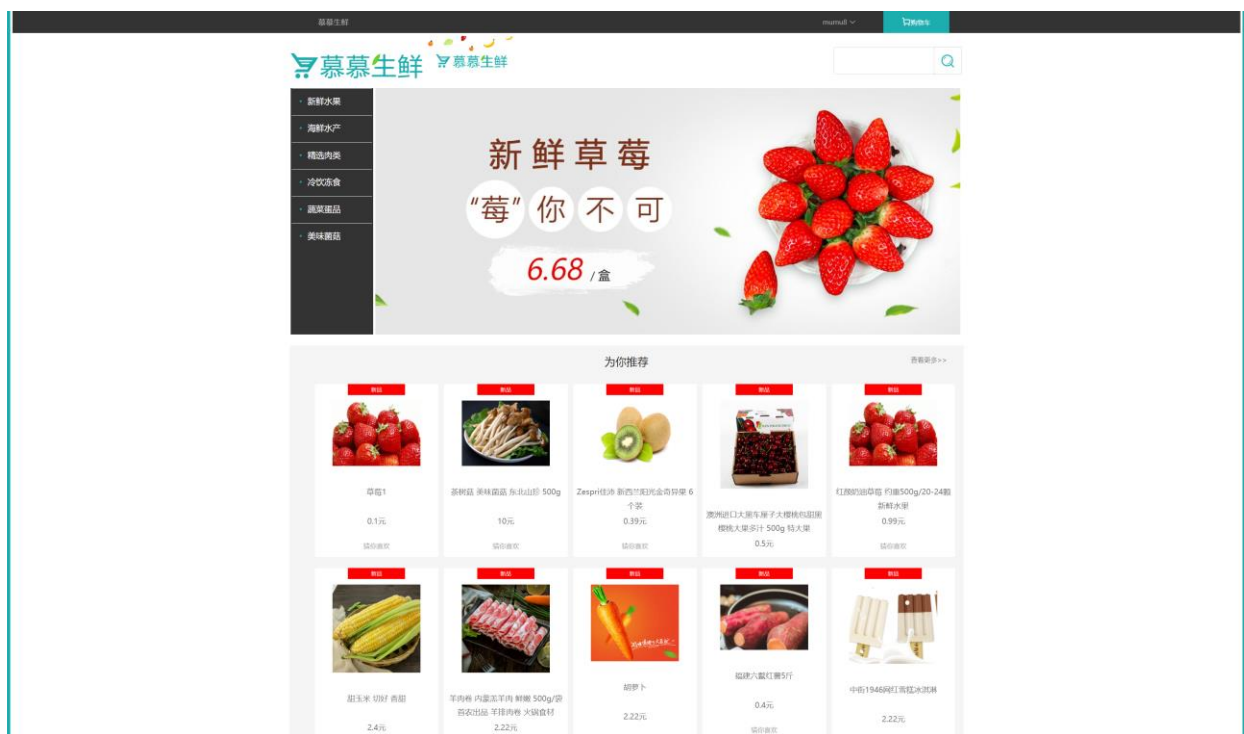 慕慕生鲜
mumu8
购物车
慕慕生鲜
慕慕生鲜
新鲜水果
海鲜水产
精选肉类
冷饮冻食
蔬菜蛋品
美味菌菇
新鲜草莓
“莓”你不可
6.68 /盒
为你推荐
查看更多>>
新品
新品
新品
新品
新品
草莓1
0.1元
猜你喜欢
茶树菇 美味菌菇 东北山珍 500g
10元
猜你喜欢
Zespri佳沛 新西兰阳光金奇异果 6
个装
0.39元
猜你喜欢
澳洲进口大黑车厘子大樱桃包甜黑
樱桃大果多汁 500g 特大果
0.5元
红颜奶油草莓 约重500g/20-24颗
新鲜水果
0.99元
猜你喜欢
新品
新品
新品
新品
新品
甜玉米 切好 香甜
2.4元
羊肉卷 内蒙羔羊肉 鲜嫩 500g/袋
首农出品 羊排肉卷 火锅食材
2.22元
胡萝卜
2.22元
福建六鳌红薯5斤
0.4元
猜你喜欢
中街1946网红雪糕冰淇淋
2.22元